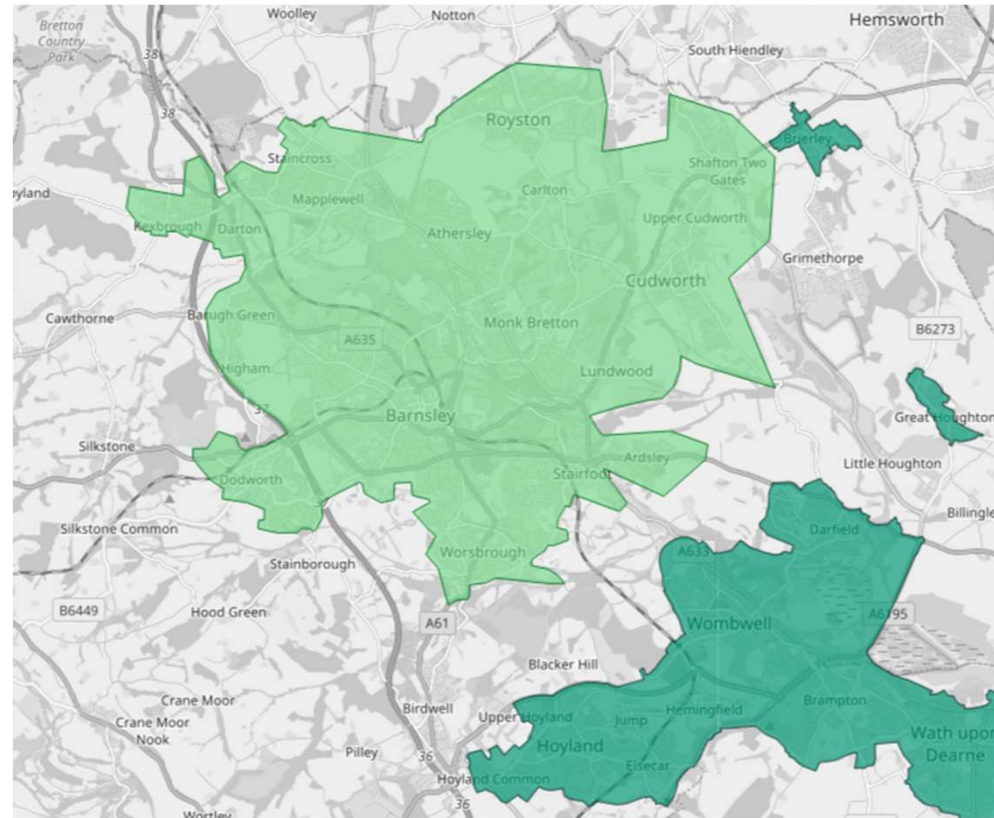 Bretton
Country
Park
Woolley
Notton
Hemsworth
38
South Hiendley
38
Royston
Brierley
Staincross
Shafton Two
Gates
Carlton
Mapplewell
Kexbrough
Darton
Upper Cudworth
Athersley
Grimethorpe
Cudworth
Cawthorne
Barugh Green
Monk Bretton
A635
B6273
Higham
Lundwood
37
Barnsley
Great Houghton
Silkstone
Ardsley
Little Houghton
Dodworth
Stairfoot
Silkstone Common
Darfield
Billingle
Worsbrough
A633
Stainborough
B6449
Hood Green
A61
Wombwell
A6195
Blacker Hill
Crane Moor
Birdwell
Brampton
Crane Moor
Nook
Upper Hoyland
Jump
Hemingfield
Pilley
36
Hoyland
Wath upon
Dearne
Elsecar
Hoyland Common
36
Wortley